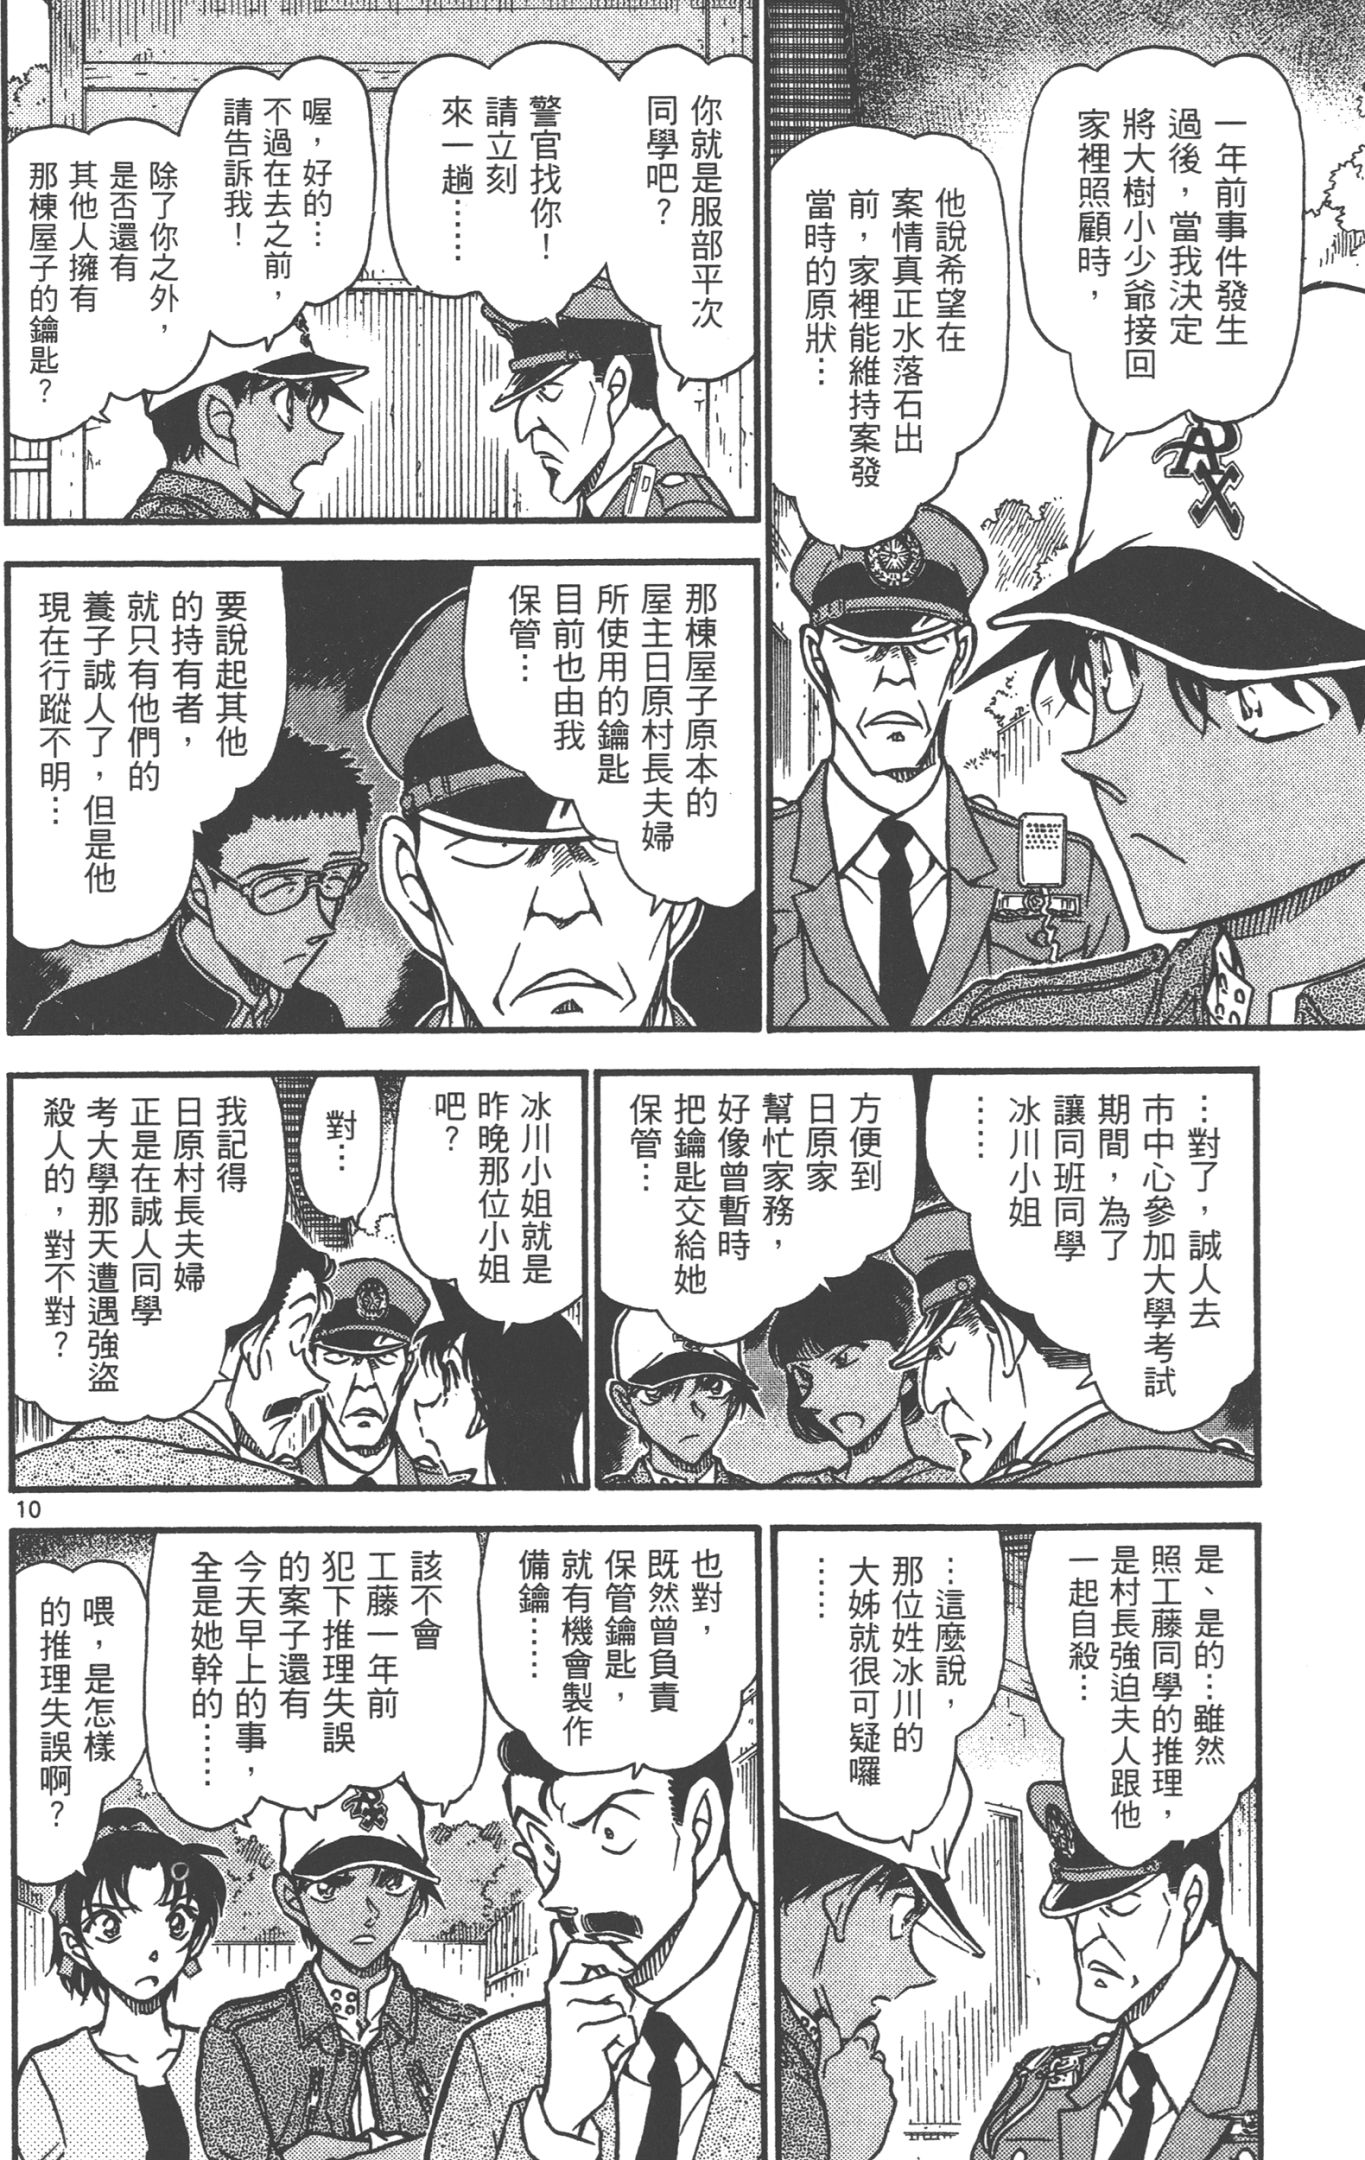 一年前事件發生
過後，當我決定
將大樹小少爺接回
家裡照顧時，
他說希望在
案情真正水落石出
前，家裡能維持案發
當時的原狀…
你就是服部平次
同學吧？
警官找你！
請立刻
來一趟……
喔，好的…
不過在去之前，
請告訴我！
除了你之外，
是否還有
其他人擁有
那棟屋子的鑰匙？
那棟屋子原本的
屋主日原村長夫婦
所使用的鑰匙
目前也由我
保管…
要說起其他
的持有者，
就只有他們的
養子誠人了，但是他
現在行蹤不明…
…對了，誠人去
市中心參加大學考試
期間，為了
讓同班同學
冰川小姐
……
方便到
日原家
幫忙家務，
好像曾暫時
把鑰匙交給她
保管…
冰川小姐就是
昨晚那位小姐
吧？
對…
我記得
日原村長夫婦
正是在誠人同學
考大學那天遭遇強盜
殺人的，對不對？
是、是的…雖然
照工藤同學的推理，
是村長強迫夫人跟他
一起自殺…
…這麼說，
那位姓冰川的
大姊就很可疑囉
……
也對，
既然曾負責
保管鑰匙，
就有機會製作
備鑰……
該不會
工藤一年前
犯下推理失誤
的案子還有
今天早上的事，
全是她幹的……
喂，是怎樣
的推理失誤啊？
PAX
10